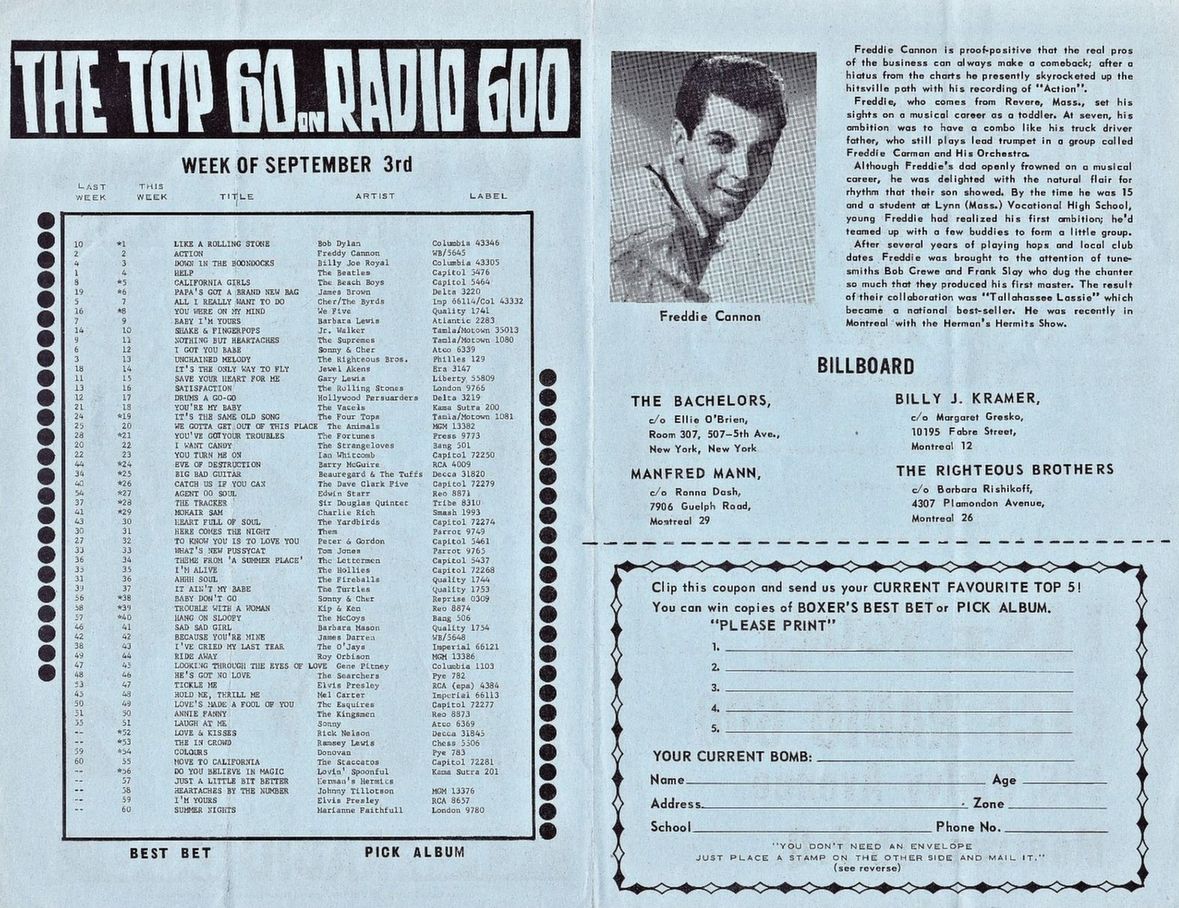 THE TOP 60 ON RADIO 600
WEEK OF SEPTEMBER 3rd
LAST WEEK THIS WEEK TITLE ARTIST LABEL
10 *1 LIKE A ROLLING STONE Bob Dylan Columbia 43346
2 2 ACTION Freddy Cannon WB/5645
4 3 DOWN IN THE BOONDOCKS Billy Joe Royal Columbia 43305
1 4 HELP The Beatles Capitol 5476
8 *5 CALIFORNIA GIRLS The Beach Boys Capitol 5464
19 *6 PAPA'S GOT A BRAND NEW BAG James Brown Delta 3220
5 7 ALL I REALLY WANT TO DO Cher/The Byrds Inp 66114/Col 43332
16 *8 YOU WERE ON MY MIND We Five Quality 1741
7 9 BABY I'M YOURS Barbara Lewis Atlantic 2283
14 10 SHAKE & FINGERPOPS Jr. Walker Tamla/Motown 35013
9 11 NOTHING BUT HEARTACHES The Supremes Tamla/Motown 1080
6 12 I GOT YOU BABE Sonny & Cher Atco 6339
3 13 UNCHAINED MELODY The Righteous Bros. Philles 129
18 14 IT'S THE ONLY WAY TO FLY Jewel Akens Era 3147
11 15 SAVE YOUR HEART FOR ME Gary Lewis Liberty 55809
13 16 SATISFACTION The Rolling Stones London 9766
12 17 DRUMS A GO-GO Hollywood Persuarders Delta 3219
21 18 YOU'RE MY BABY The Vacels Kama Sutra 200
24 *19 IT'S THE SAME OLD SONG The Four Tops Tamla/Motown 1081
25 20 WE GOTTA GET OUT OF THIS PLACE The Animals MGM 13382
28 *21 YOU'VE GOT YOUR TROUBLES The Fortunes Press 9773
20 22 I WANT CANDY The Strangeloves Bang 501
22 23 YOU TURN ME ON Ian Whitcomb Capitol 72250
44 *24 EVE OF DESTRUCTION Barry McGuire RCA 4009
34 *25 BIG BAD GUITAR Beauregard & The Tuffs Decca 31820
40 *26 CATCH US IF YOU CAN The Dave Clark Five Capitol 72279
54 *27 AGENT OO SOUL Edwin Starr Reo 8871
37 *28 THE TRACKER Sir Douglas Quintet Tribe 8310
41 *29 MOHAIR SAM Charlie Rich Smash 1993
43 30 HEART FULL OF SOUL The Yardbirds Capitol 72274
30 31 HERE COMES THE NIGHT Them Parrot 9749
27 32 TO KNOW YOU IS TO LOVE YOU Peter & Gordon Capitol 5461
33 33 WHAT'S NEW PUSSYCAT Tom Jones Parrot 9765
36 34 THEME FROM 'A SUMMER PLACE' The Lettermen Capitol 5437
35 35 I'M ALIVE The Hollies Capitol 72268
31 36 AHHH SOUL The Fireballs Quality 1744
39 37 IT AIN'T MY BABE The Turtles Quality 1753
56 *38 BABY DON'T GO Sonny & Cher Reprise 0309
58 *39 TROUBLE WITH A WOMAN Kip & Ken Reo 8874
57 *40 HANG ON SLOOPY The McCoys Bang 506
46 41 SAD SAD GIRL Barbara Mason Quality 1754
42 42 BECAUSE YOU'RE MINE James Darren WB/5648
38 43 I'VE CRIED MY LAST YEAR The O'Jays Imperial 66121
49 44 RIDE AWAY Roy Orbison MGM 13386
47 45 LOOKING THROUGH THE EYES OF LOVE Gene Pitney Columbia 1103
48 46 HE'S GOT NO LOVE The Searchers Pye 782
53 47 TICKLE ME Elvis Presley RCA (epa) 4384
45 48 HOLD ME, THRILL ME Mel Carter Imperial 66113
50 49 LOVE'S MADE A FOOL OF YOU The Esquires Capitol 72277
51 50 ANNIE FANNY The Kingsmen Reo 8873
55 51 LAUGH AT ME Sonny Atco 6369
-- *52 LOVE & KISSES Rick Nelson Decca 31845
-- *53 THE IN CROWD Ramsey Lewis Chess 5506
59 *54 COLOURS Donovan Pye 783
60 55 MOVE TO CALIFORNIA The Staccatos Capitol 72281
-- *56 DO YOU BELIEVE IN MAGIC Lovin' Spoonful Kama Sutra 201
-- 57 JUST A LITTLE BIT BETTER Herman's Hermits
-- 58 HEARTACHES BY THE NUMBER Johnny Tillotson MGM 13376
-- 59 I'M YOURS Elvis Presley RCA 8657
-- 60 SUMMER NIGHTS Marianne Faithfull London 9780
BEST BET PICK ALBUM
Freddie Cannon
Freddie Cannon is proof-positive that the real pros
of the business can always make a comeback; after a
hiatus from the charts he presently skyrocketed up the
hitsville path with his recording of "Action".
Freddie, who comes from Revere, Mass., set his
sights on a musical career as a toddler. At seven, his
ambition was to have a combo like his truck driver
father, who still plays lead trumpet in a group called
Freddie Carman and His Orchestra.
Although Freddie's dad openly frowned on a musical
career, he was delighted with the natural flair for
rhythm that their son showed. By the time he was 15
and a student at Lynn (Mass.) Vocational High School,
young Freddie had realized his first ambition; he'd
teamed up with a few buddies to form a little group.
After several years of playing hops and local club
dates Freddie was brought to the attention of tune-
smiths Bob Crewe and Frank Slay who dug the chanter
so much that they produced his first master. The result
of their collaboration was "Tallahassee Lassie" which
became a national best-seller. He was recently in
Montreal with the Herman's Hermits Show.
BILLBOARD
THE BACHELORS,
c/o Ellie O'Brien,
Room 307, 507-5th Ave.,
New York, New York
MANFRED MANN,
c/o Ronna Dash,
7906 Guelph Road,
Montreal 29
BILLY J. KRAMER,
c/o Margaret Gresko,
10195 Fabre Street,
Montreal 12
THE RIGHTEOUS BROTHERS
c/o Barbara Rishikoff,
4307 Plamondon Avenue,
Montreal 26
Clip this coupon and send us your CURRENT FAVOURITE TOP 5!
You can win copies of BOXER'S BEST BET or PICK ALBUM.
"PLEASE PRINT"
1.
2.
3.
4.
5.
YOUR CURRENT BOMB:
Name Age
Address Zone
School Phone No.
"YOU DON'T NEED AN ENVELOPE
JUST PLACE A STAMP ON THE OTHER SIDE AND MAIL IT."
(see reverse)